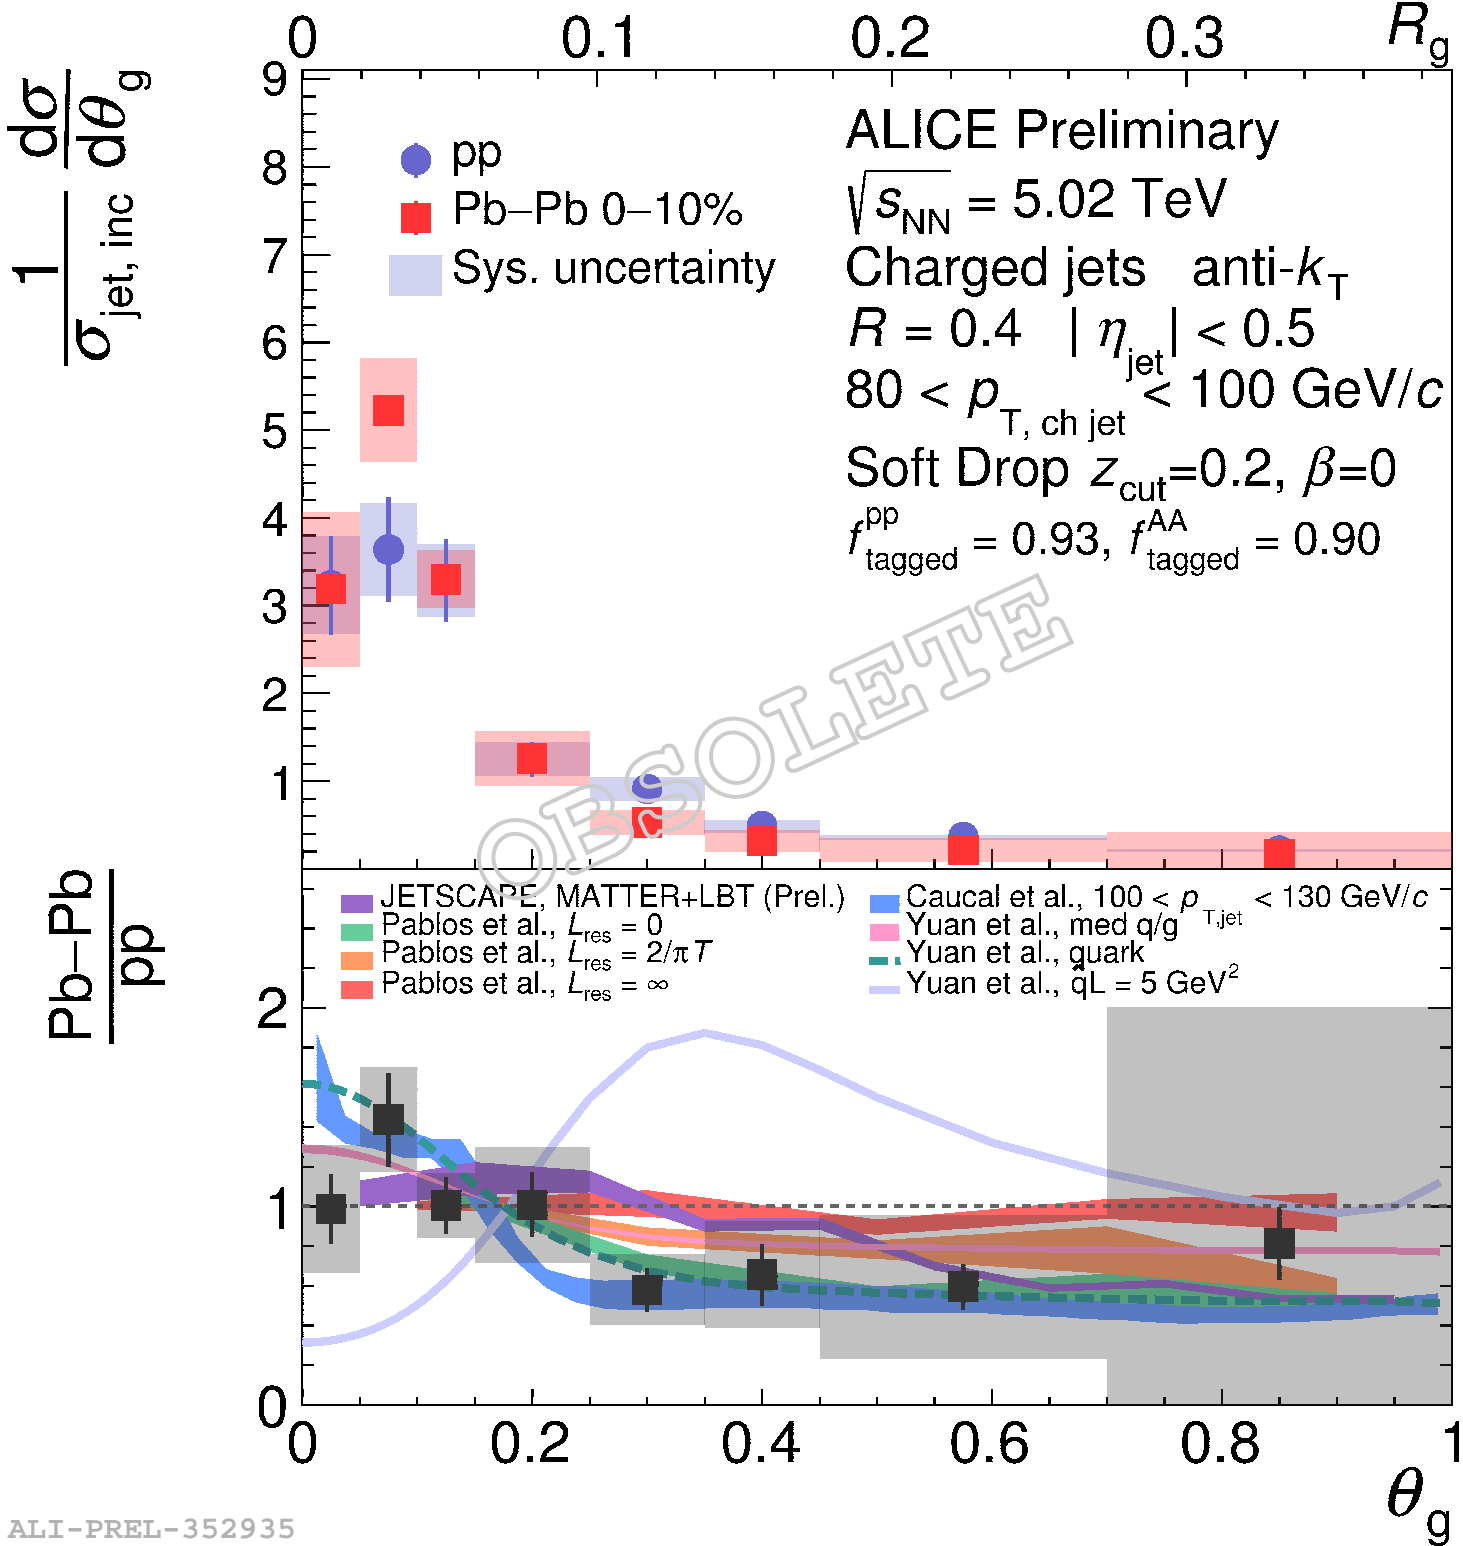 0 0.1 0.2 0.3 R_g
1/σ_jet, inc dσ/dθ_g
9
8
7
6
5
4
3
2
1
pp
Pb–Pb 0–10%
Sys. uncertainty
ALICE Preliminary
√s_NN = 5.02 TeV
Charged jets anti-k_T
R = 0.4 | η_jet | < 0.5
80 < p_T, ch jet < 100 GeV/c
Soft Drop z_cut=0.2, β=0
f^pp_tagged = 0.93, f^AA_tagged = 0.90
OBSOLETE
Pb–Pb/pp
JETSCAPE, MATTER+LBT (Prel.)
Pablos et al., L_res = 0
Pablos et al., L_res = 2/πT
Pablos et al., L_res = ∞
Caucal et al., 100 < p_T,jet < 130 GeV/c
Yuan et al., med q/g
Yuan et al., quark
Yuan et al., q̂L = 5 GeV²
2
1
0
0 0.2 0.4 0.6 0.8 1
θ_g
ALI-PREL-352935